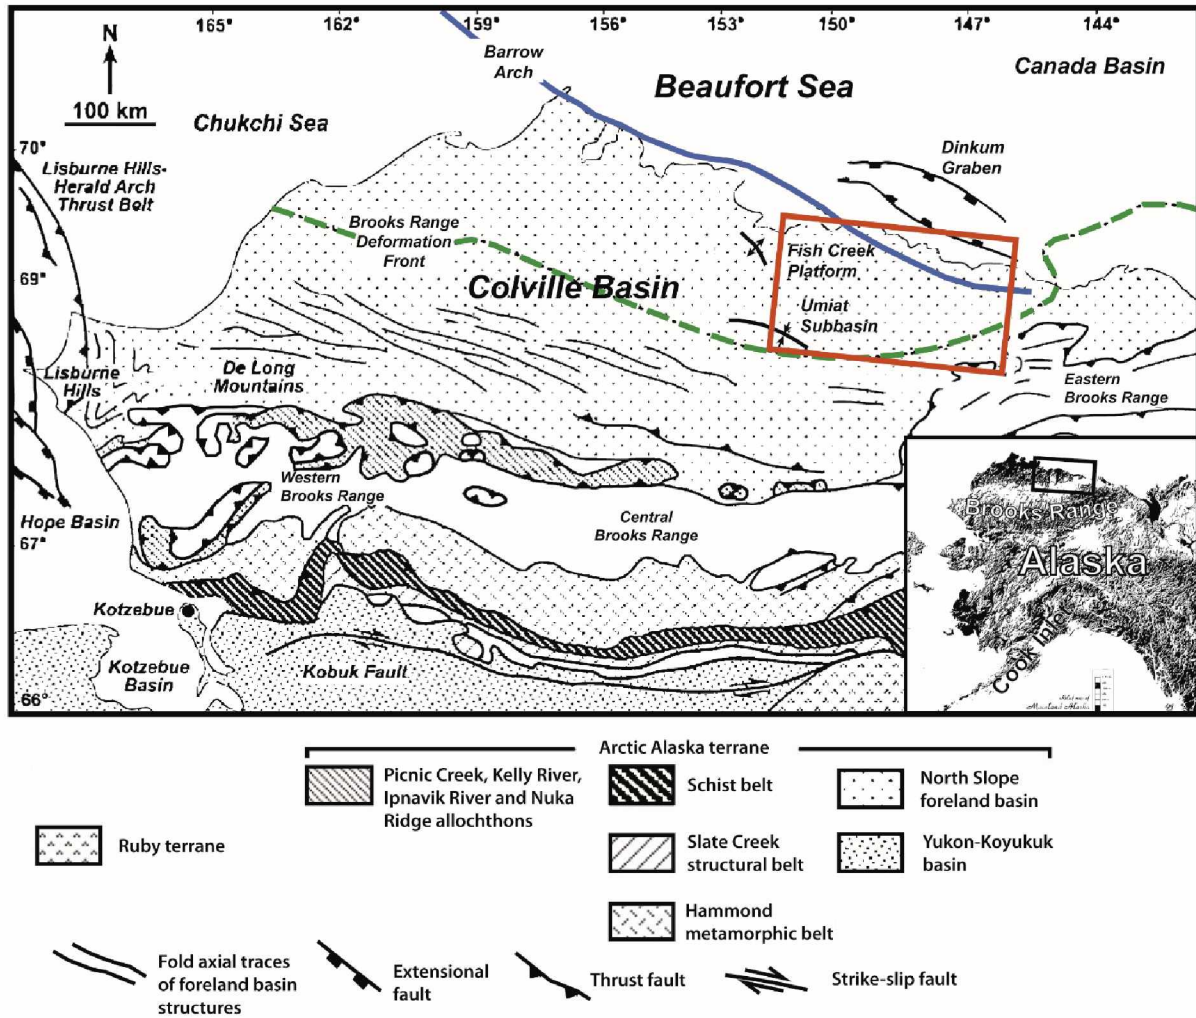 165°
162°
159°
156°
153°
150°
147°
144°
N
100 km
Barrow
Arch
Beaufort Sea
Canada Basin
Chukchi Sea
70°
Lisburne Hills-
Herald Arch
Thrust Belt
Dinkum
Graben
Brooks Range
Deformation
Front
Fish Creek
Platform
69°
Colville Basin
Umiat
Subbasin
Lisburne
Hills
De Long
Mountains
Eastern
Brooks Range
Western
Brooks Range
Hope Basin
Central
Brooks Range
67°
Kotzebue
Kotzebue
Basin
Kobuk Fault
66°
Brooks Range
Alaska
Cook Inlet
Arctic Alaska terrane
Picnic Creek, Kelly River,
Ipnavik River and Nuka
Ridge allochthons
Schist belt
North Slope
foreland basin
Ruby terrane
Slate Creek
structural belt
Yukon-Koyukuk
basin
Hammond
metamorphic belt
Fold axial traces
of foreland basin
structures
Extensional
fault
Thrust fault
Strike-slip fault